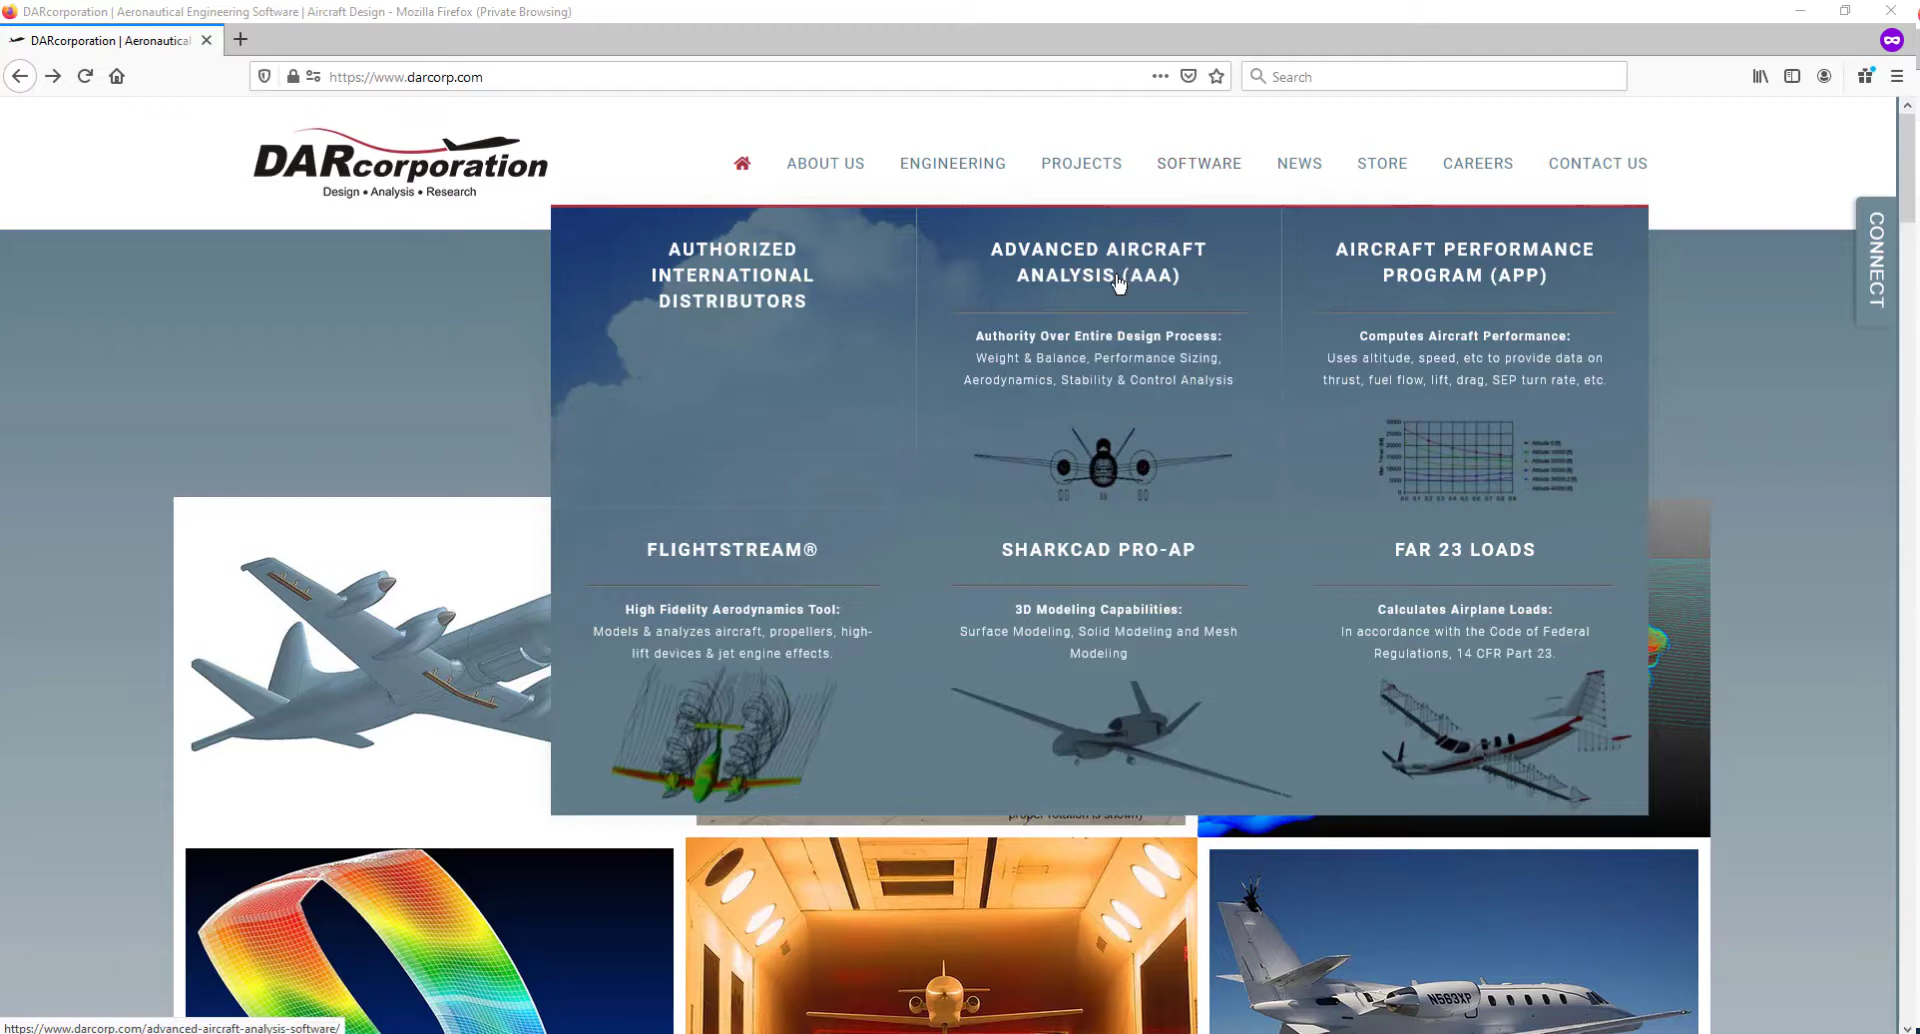 DARcorporation | Aeronautical Engineering Software | Aircraft Design - Mozilla Firefox (Private Browsing)
DARcorporation | Aeronautical
https://www.darcorp.com
Search
DARcorporation
Design • Analysis • Research
ABOUT US
ENGINEERING
PROJECTS
SOFTWARE
NEWS
STORE
CAREERS
CONTACT US
CONNECT
AUTHORIZED
INTERNATIONAL
DISTRIBUTORS
ADVANCED AIRCRAFT
ANALYSIS (AAA)
Authority Over Entire Design Process:
Weight & Balance, Performance Sizing,
Aerodynamics, Stability & Control Analysis
AIRCRAFT PERFORMANCE
PROGRAM (APP)
Computes Aircraft Performance:
Uses altitude, speed, etc to provide data on
thrust, fuel flow, lift, drag, SEP turn rate, etc.
FLIGHTSTREAM®
High Fidelity Aerodynamics Tool:
Models & analyzes aircraft, propellers, high-
lift devices & jet engine effects.
SHARKCAD PRO-AP
3D Modeling Capabilities:
Surface Modeling, Solid Modeling and Mesh
Modeling
FAR 23 LOADS
Calculates Airplane Loads:
In accordance with the Code of Federal
Regulations, 14 CFR Part 23.
proper rotation is shown
N563XP
https://www.darcorp.com/advanced-aircraft-analysis-software/